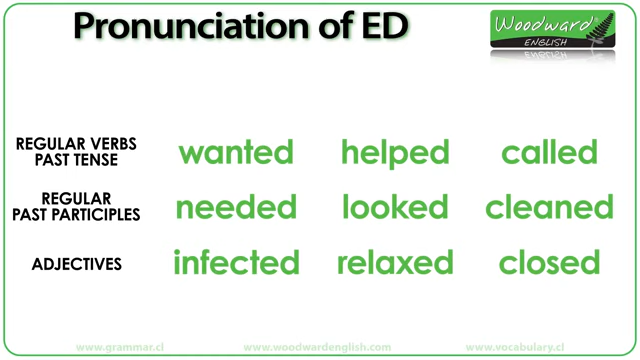 Pronunciation of ED
Woodward
ENGLISH
REGULAR VERBS
PAST TENSE
wanted helped called
REGULAR
PAST PARTICIPLES
needed looked cleaned
ADJECTIVES
infected relaxed closed
www.grammar.cl www.woodwardenglish.com www.vocabulary.cl